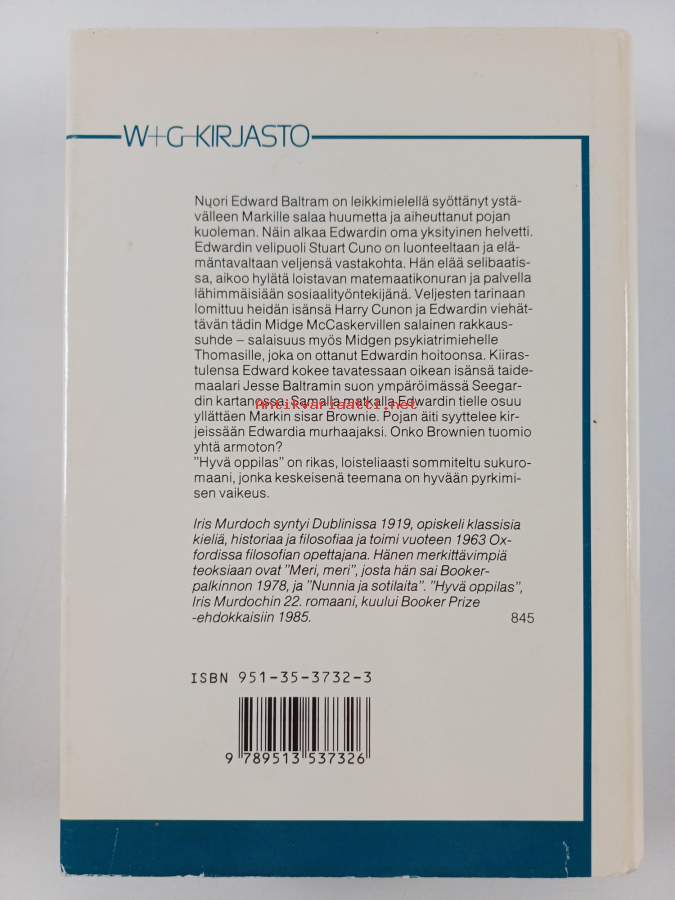 W+G-KIRJASTO
Nuori Edward Baltram on leikkimielellä syöttänyt ystä-
välleen Markille salaa huumetta ja aiheuttanut pojan
kuoleman. Näin alkaa Edwardin oma yksityinen helvetti.
Edwardin velipuoli Stuart Cuno on luonteeltaan ja elä-
mäntavaltaan veljensä vastakohta. Hän elää selibaatis-
sa, aikoo hylätä loistavan matemaatikonuran ja palvella
lähimmäisiään sosiaalityöntekijänä. Veljesten tarinaan
lomittuu heidän isänsä Harry Cunon ja Edwardin viehät-
tävän tädin Midge McCaskervillen salainen rakkaus-
suhde – salaisuus myös Midgen psykiatrimiehelle
Thomasille, joka on ottanut Edwardin hoitoonsa. Kiiras-
tulensa Edward kokee tavatessaan oikean isänsä taide-
maalari Jesse Baltramin suon ympäröimässä Seegar-
din kartanossa. Samalla matkalla Edwardin tielle osuu
Antikvariaatti.net
yllättäen Markin sisar Brownie. Pojan äiti syyttelee kir-
jeissään Edwardia murhaajaksi. Onko Brownien tuomio
yhtä armoton?
"Hyvä oppilas" on rikas, loisteliaasti sommiteltu sukuro-
maani, jonka keskeisenä teemana on hyvään pyrkimi-
sen vaikeus.
Iris Murdoch syntyi Dublinissa 1919, opiskeli klassisia
kieliä, historiaa ja filosofiaa ja toimi vuoteen 1963 Ox-
fordissa filosofian opettajana. Hänen merkittävimpiä
teoksiaan ovat "Meri, meri", josta hän sai Booker-
palkinnon 1978, ja "Nunnia ja sotilaita". "Hyvä oppilas",
Iris Murdochin 22. romaani, kuului Booker Prize
-ehdokkaisiin 1985. 845
ISBN 951-35-3732-3
9 789513 537326